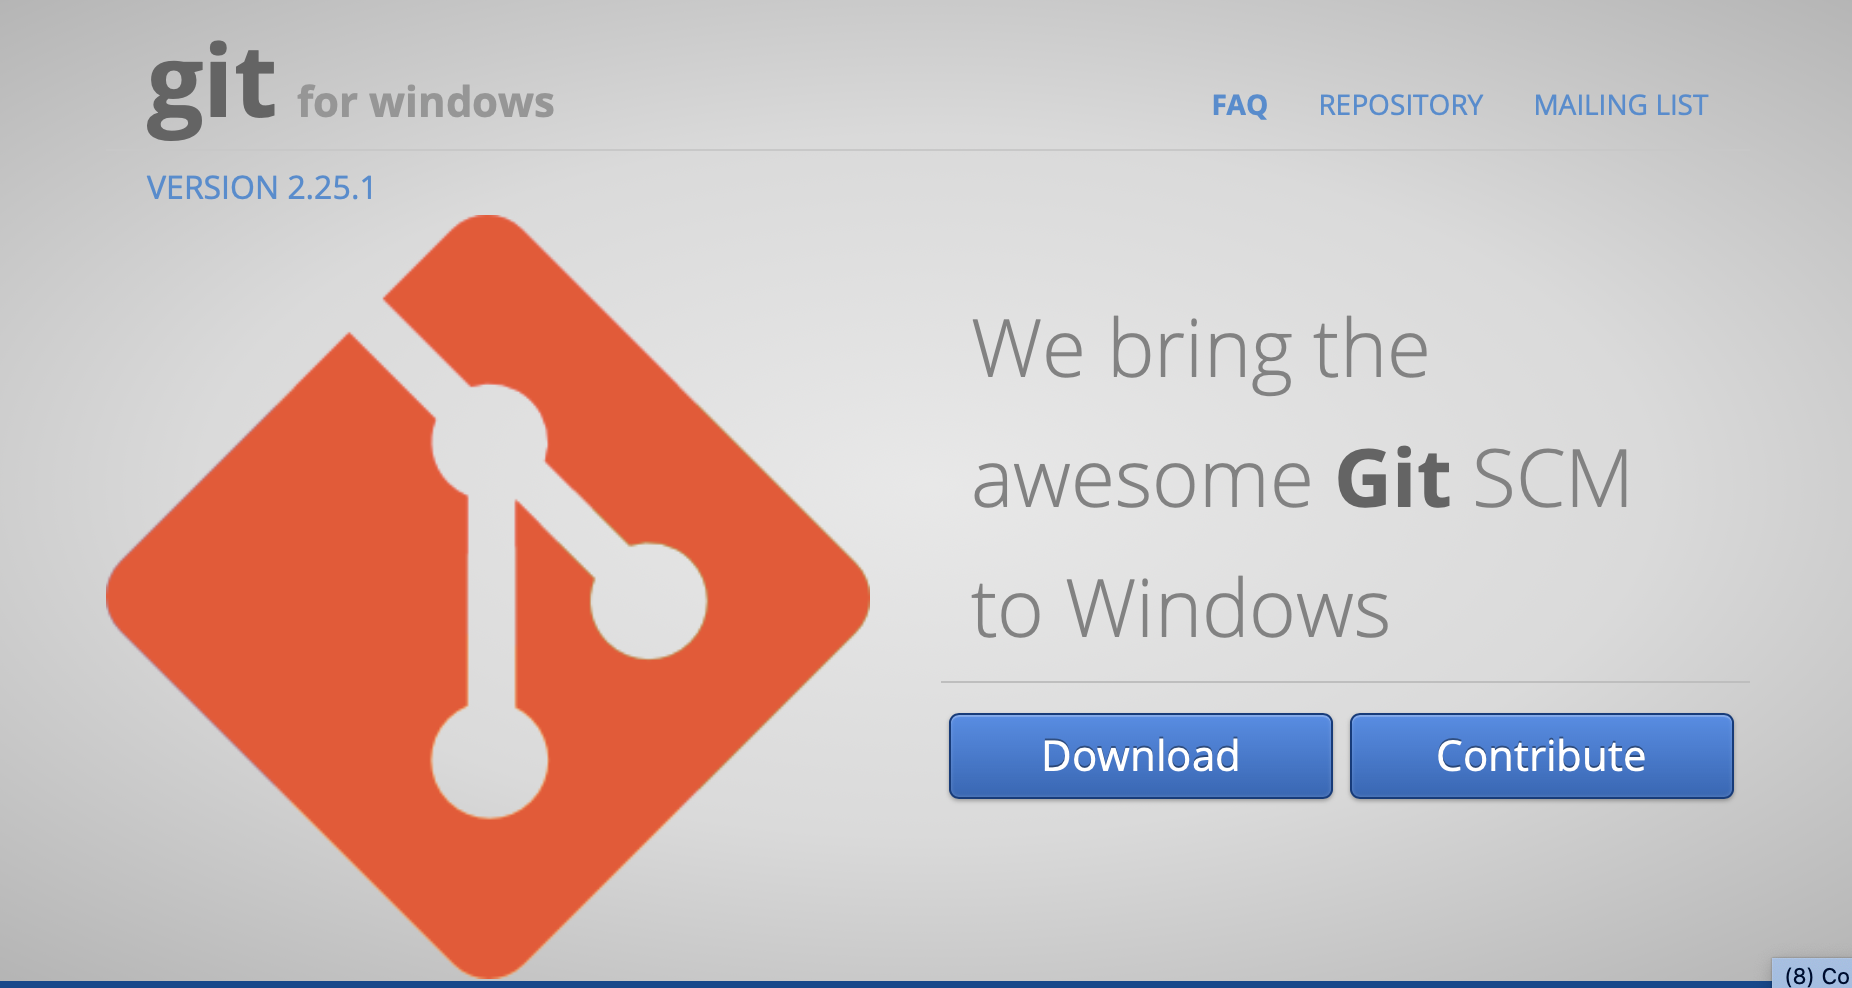 git for windows
FAQ REPOSITORY MAILING LIST
VERSION 2.25.1
We bring the
awesome Git SCM
to Windows
Download Contribute
(8) Co